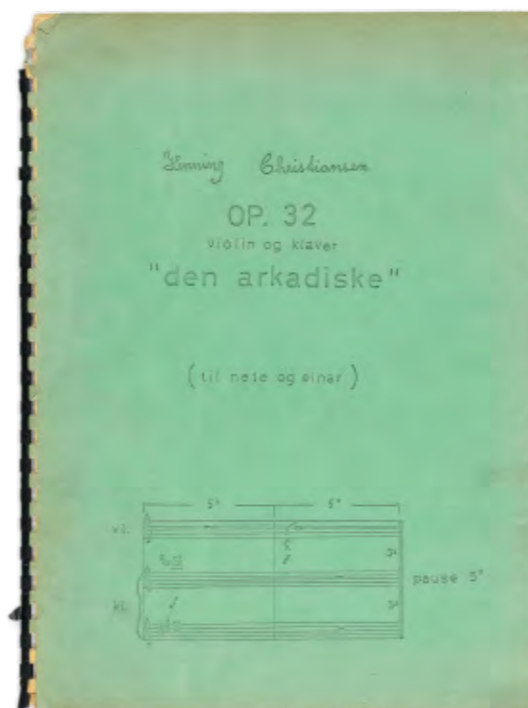 Henning Christiansen
OP. 32
violin og klaver
"den arkadiske"
(til nete og einar)
5" 5"
vl.
kl.
pause 5"